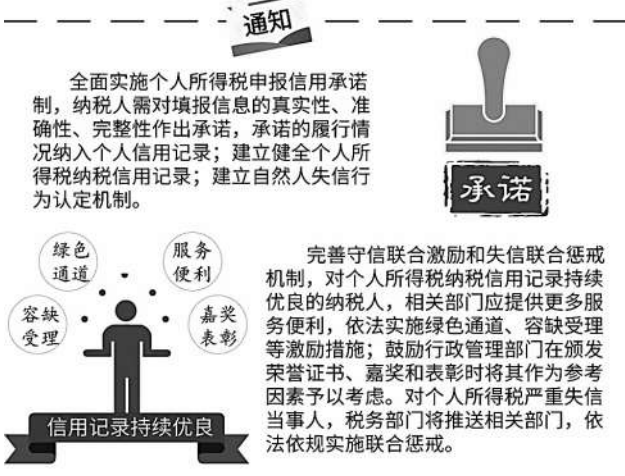 通知
全面实施个人所得税申报信用承诺
制，纳税人需对填报信息的真实性、准
确性、完整性作出承诺，承诺的履行情
况纳入个人信用记录；建立健全个人所
得税纳税信用记录；建立自然人失信行
为认定机制。
承诺
绿色
通道
服务
便利
容缺
受理
嘉奖
表彰
信用记录持续优良
完善守信联合激励和失信联合惩戒
机制，对个人所得税纳税信用记录持续
优良的纳税人，相关部门应提供更多服
务便利，依法实施绿色通道、容缺受理
等激励措施；鼓励行政管理部门在颁发
荣誉证书、嘉奖和表彰时将其作为参考
因素予以考虑。对个人所得税严重失信
当事人，税务部门将推送相关部门，依
法依规实施联合惩戒。